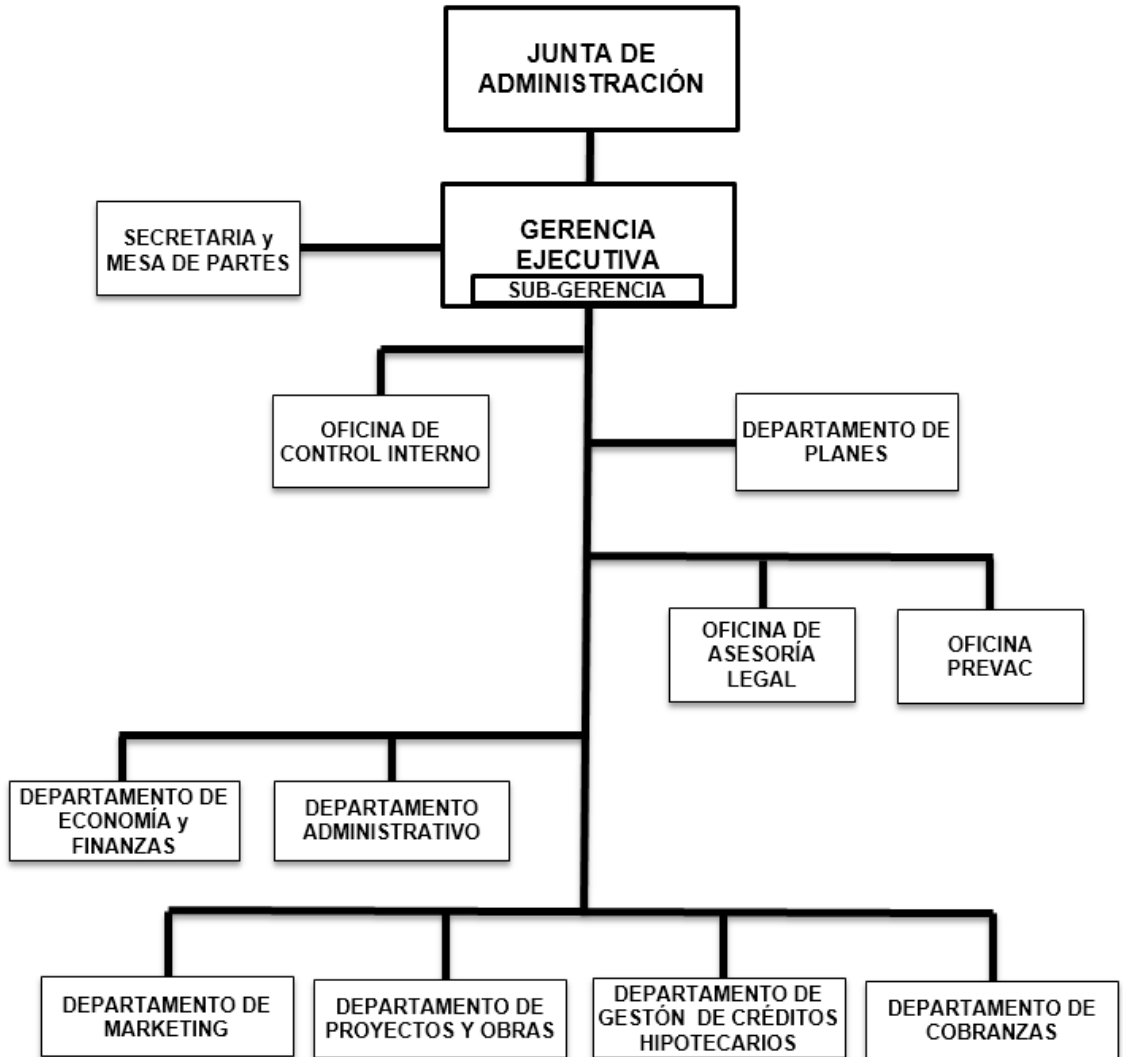 JUNTA DE
ADMINISTRACIÓN
GERENCIA
EJECUTIVA
SUB-GERENCIA
SECRETARIA y
MESA DE PARTES
OFICINA DE
CONTROL INTERNO
DEPARTAMENTO DE
PLANES
OFICINA DE
ASESORÍA
LEGAL
OFICINA
PREVAC
DEPARTAMENTO DE
ECONOMÍA y
FINANZAS
DEPARTAMENTO
ADMINISTRATIVO
DEPARTAMENTO DE
MARKETING
DEPARTAMENTO DE
PROYECTOS Y OBRAS
DEPARTAMENTO DE
GESTIÓN DE CRÉDITOS
HIPOTECARIOS
DEPARTAMENTO DE
COBRANZAS